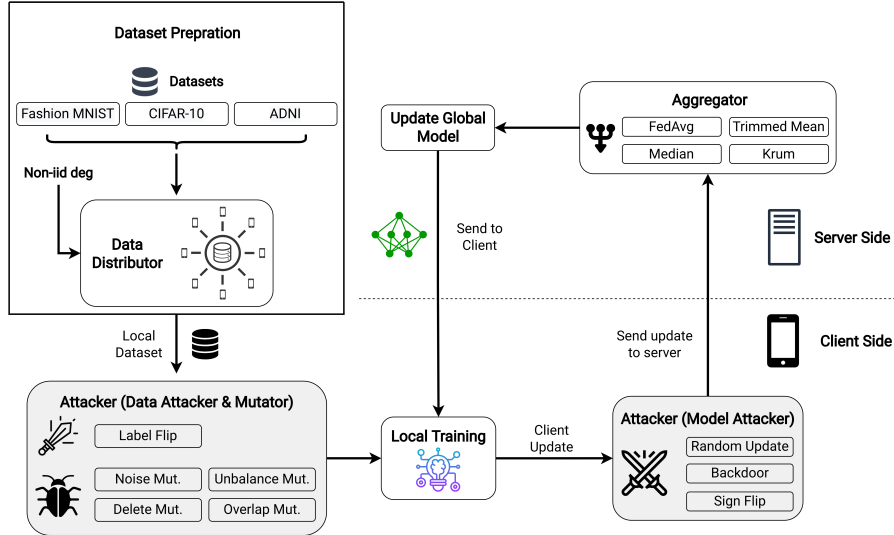 Dataset Prepration
Datasets
Fashion MNIST
CIFAR-10
ADNI
Non-iid deg
Data
Distributor
Local
Dataset
Attacker (Data Attacker & Mutator)
Label Flip
Noise Mut.
Unbalance Mut.
Delete Mut.
Overlap Mut.
Update Global
Model
Send to
Client
Local Training
Client
Update
Aggregator
FedAvg
Trimmed Mean
Median
Krum
Server Side
Client Side
Send update
to server
Attacker (Model Attacker)
Random Update
Backdoor
Sign Flip